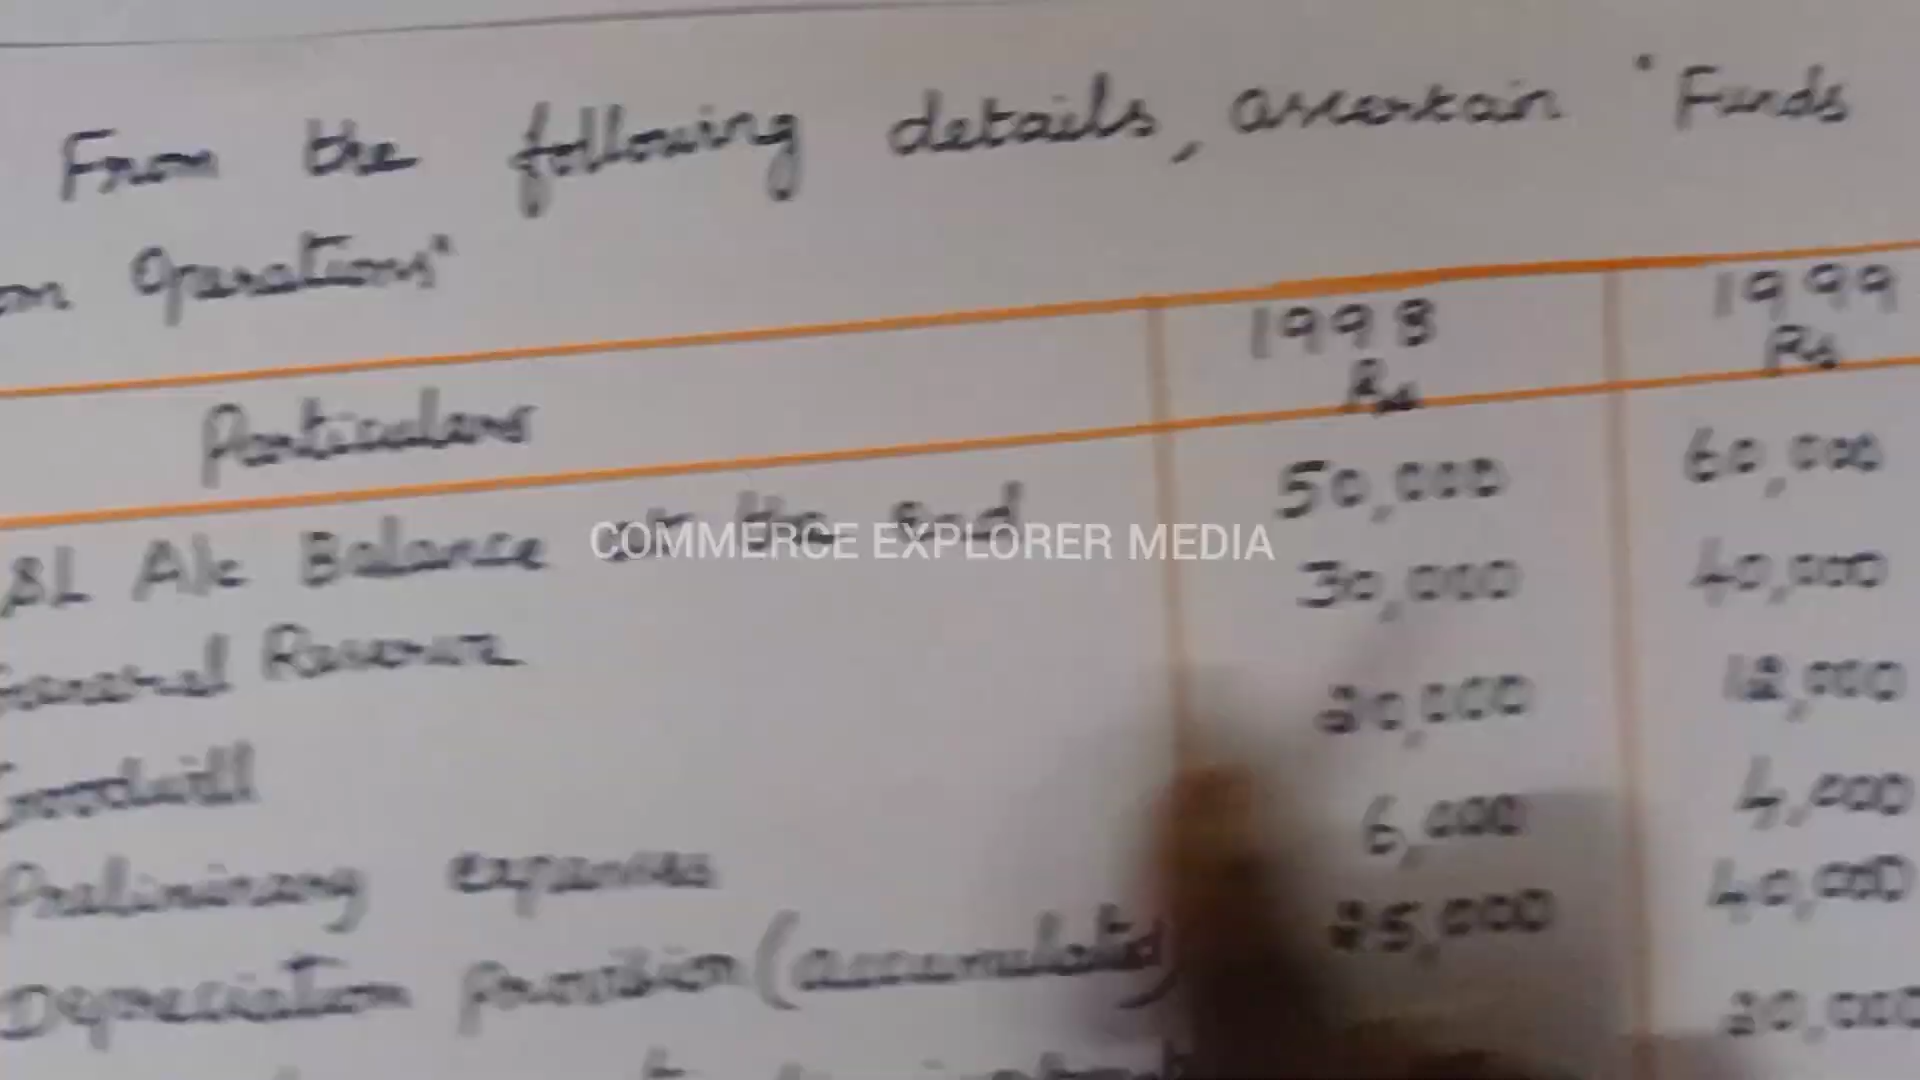 From the following details, ascertain "Funds
om Operations"
Particulars 1998 Rs 1999 Rs
&L A/c Balance at the end 50,000 60,000
General Reserve 30,000 40,000
Goodwill 20,000 12,000
Preliminary expenses 6,000 4,000
Depreciation provision (accumulated) 25,000 40,000
20,000
COMMERCE EXPLORER MEDIA